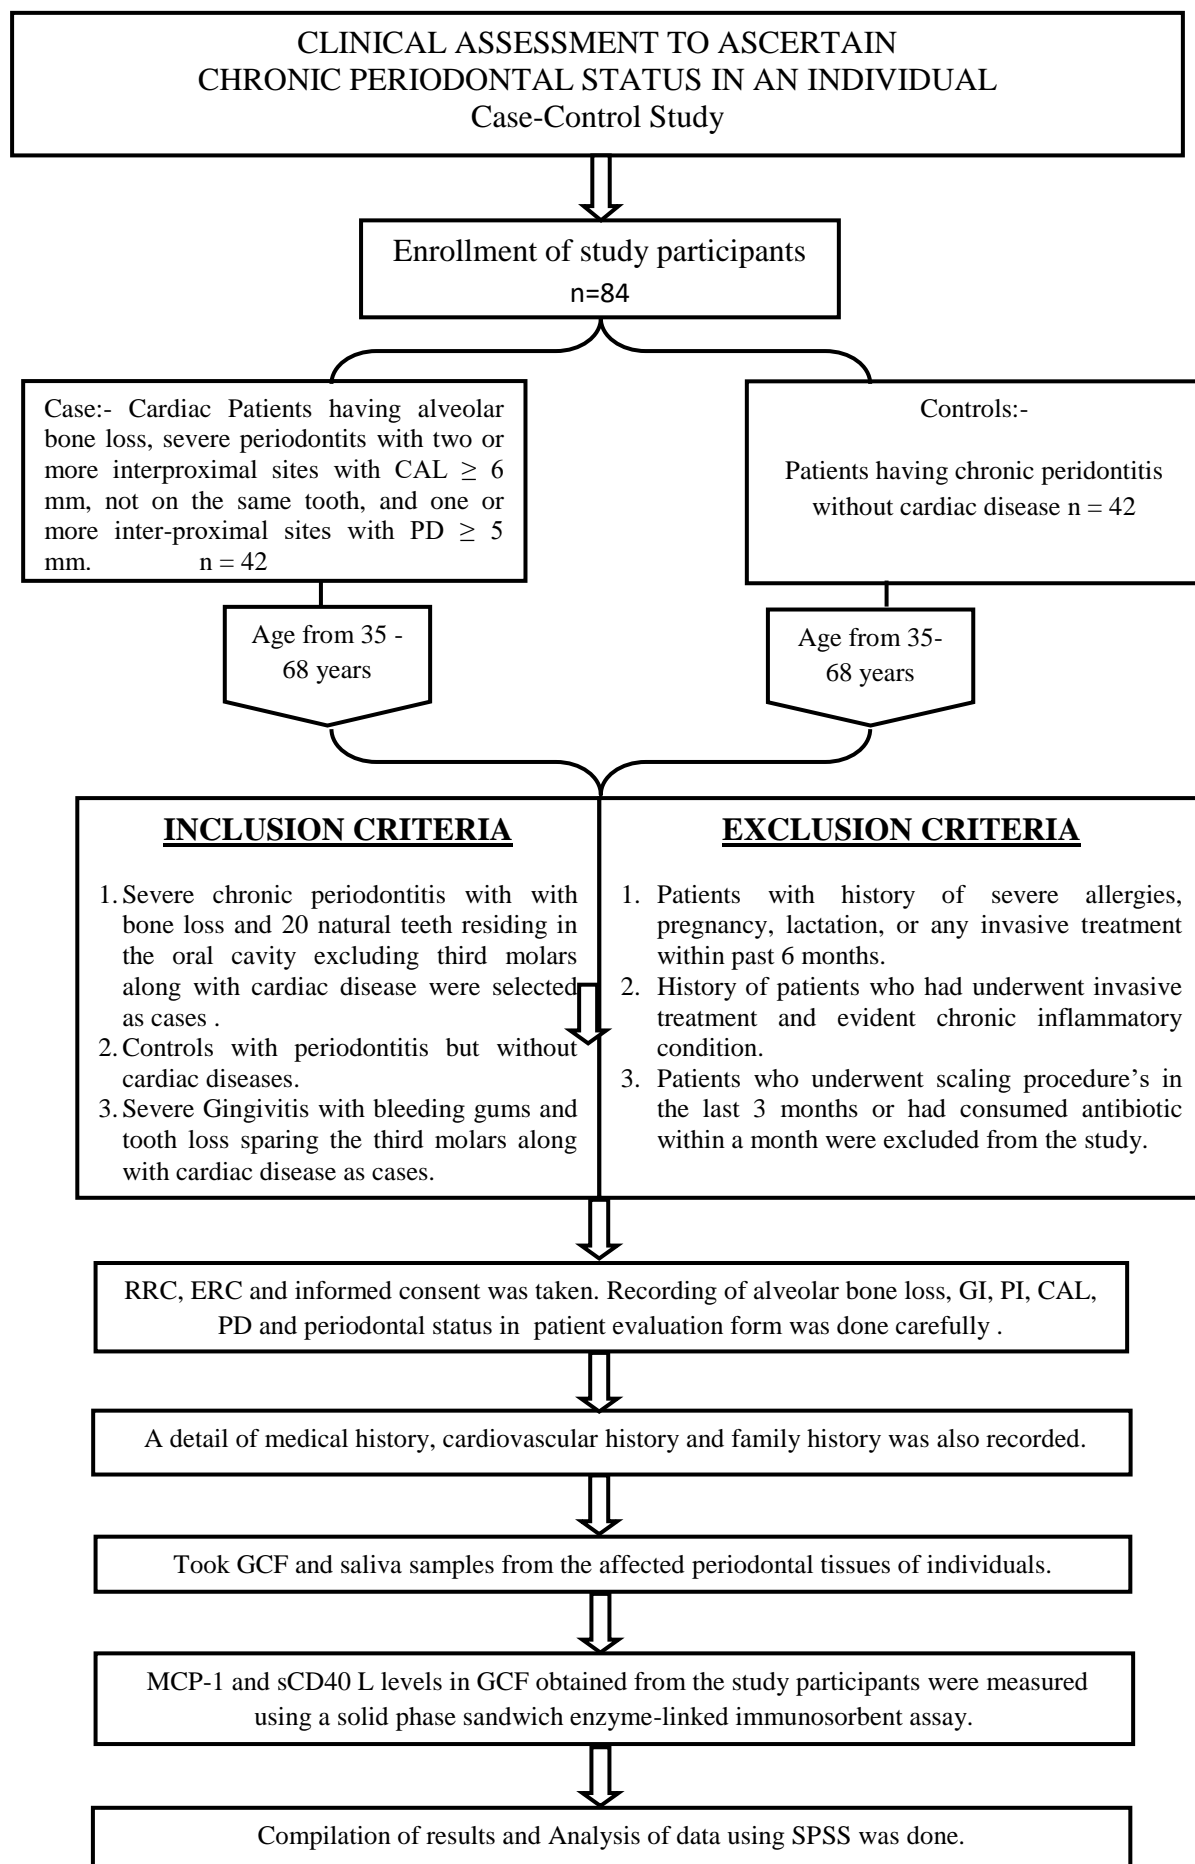 CLINICAL ASSESSMENT TO ASCERTAIN
CHRONIC PERIODONTAL STATUS IN AN INDIVIDUAL
Case-Control Study
Enrollment of study participants
n=84
Case:- Cardiac Patients having alveolar
bone loss, severe periodontits with two or
more interproximal sites with CAL ≥ 6
mm, not on the same tooth, and one or
more inter-proximal sites with PD ≥ 5
mm. n = 42
Controls:-
Patients having chronic peridontitis
without cardiac disease n = 42
Age from 35 -
68 years
Age from 35-
68 years
INCLUSION CRITERIA
1. Severe chronic periodontitis with with
bone loss and 20 natural teeth residing in
the oral cavity excluding third molars
along with cardiac disease were selected
as cases .
2. Controls with periodontitis but without
cardiac diseases.
3. Severe Gingivitis with bleeding gums and
tooth loss sparing the third molars along
with cardiac disease as cases.
EXCLUSION CRITERIA
1. Patients with history of severe allergies,
pregnancy, lactation, or any invasive treatment
within past 6 months.
2. History of patients who had underwent invasive
treatment and evident chronic inflammatory
condition.
3. Patients who underwent scaling procedure's in
the last 3 months or had consumed antibiotic
within a month were excluded from the study.
RRC, ERC and informed consent was taken. Recording of alveolar bone loss, GI, PI, CAL,
PD and periodontal status in patient evaluation form was done carefully .
A detail of medical history, cardiovascular history and family history was also recorded.
Took GCF and saliva samples from the affected periodontal tissues of individuals.
MCP-1 and sCD40 L levels in GCF obtained from the study participants were measured
using a solid phase sandwich enzyme-linked immunosorbent assay.
Compilation of results and Analysis of data using SPSS was done.